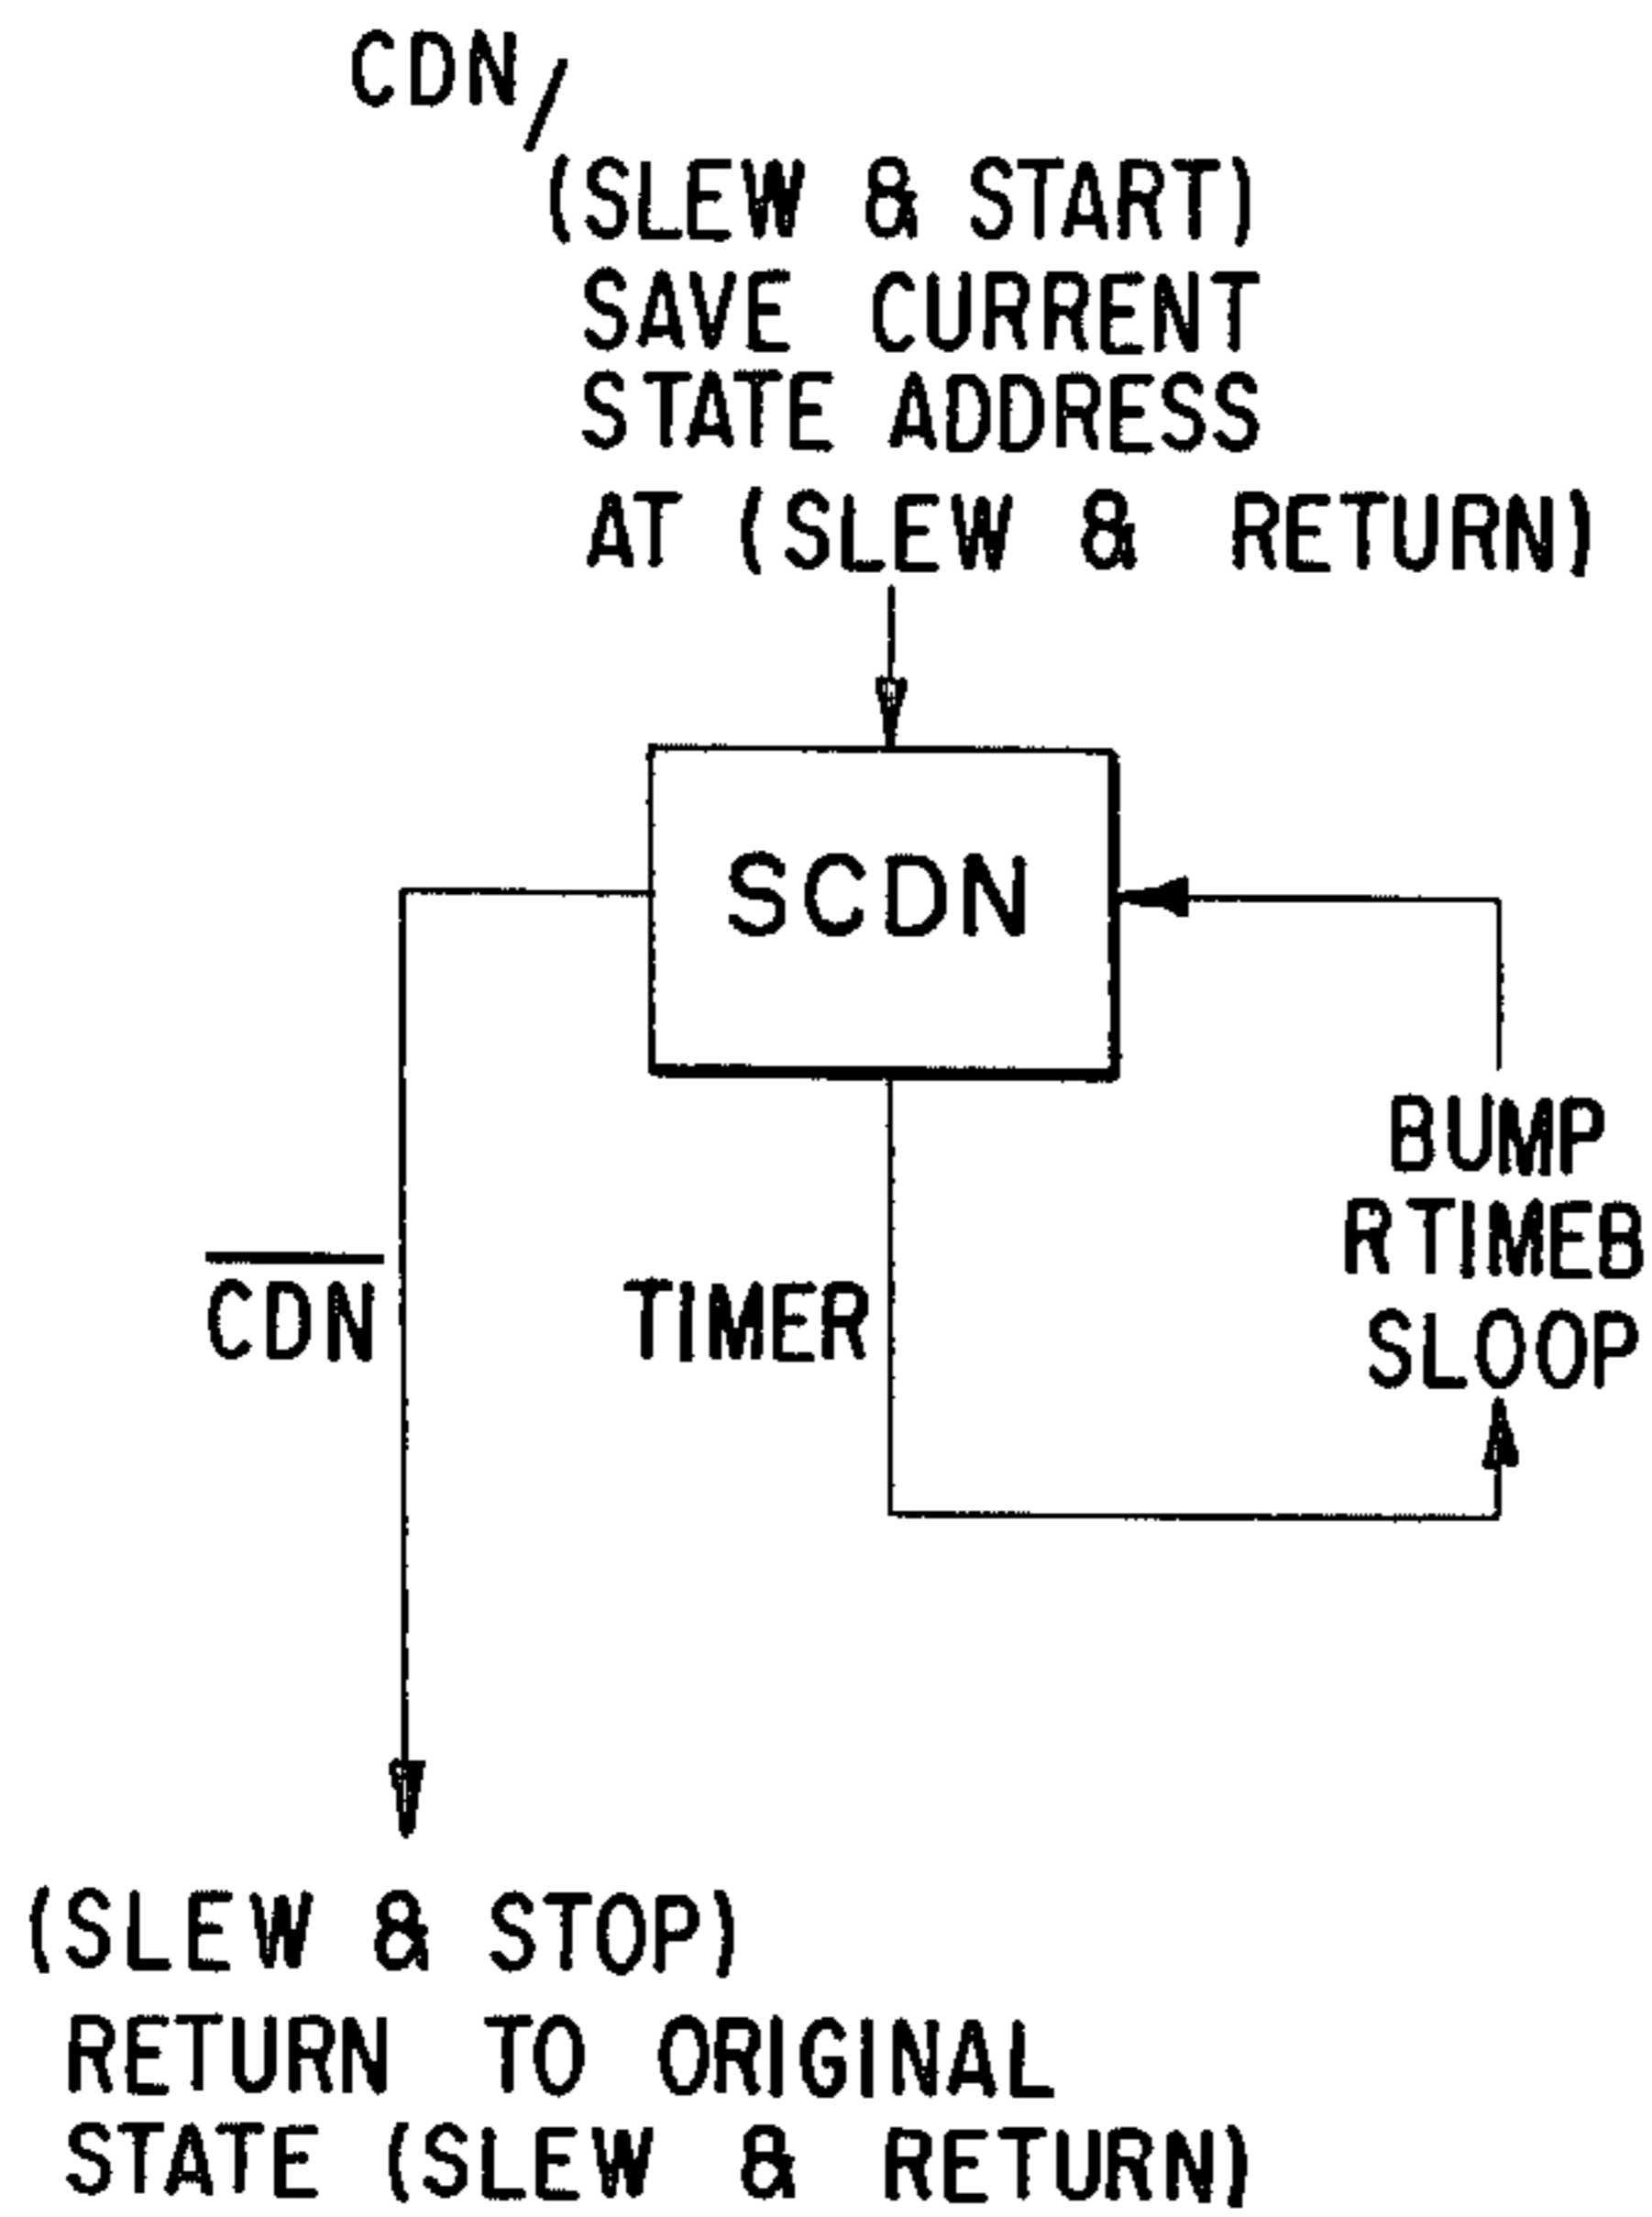 CDN/
(SLEW & START)
SAVE CURRENT
STATE ADDRESS
AT (SLEW & RETURN)
SCDN
BUMP
RTIMEB
SLOOP
C̅D̅N̅
TIMER
(SLEW & STOP)
RETURN TO ORIGINAL
STATE (SLEW & RETURN)